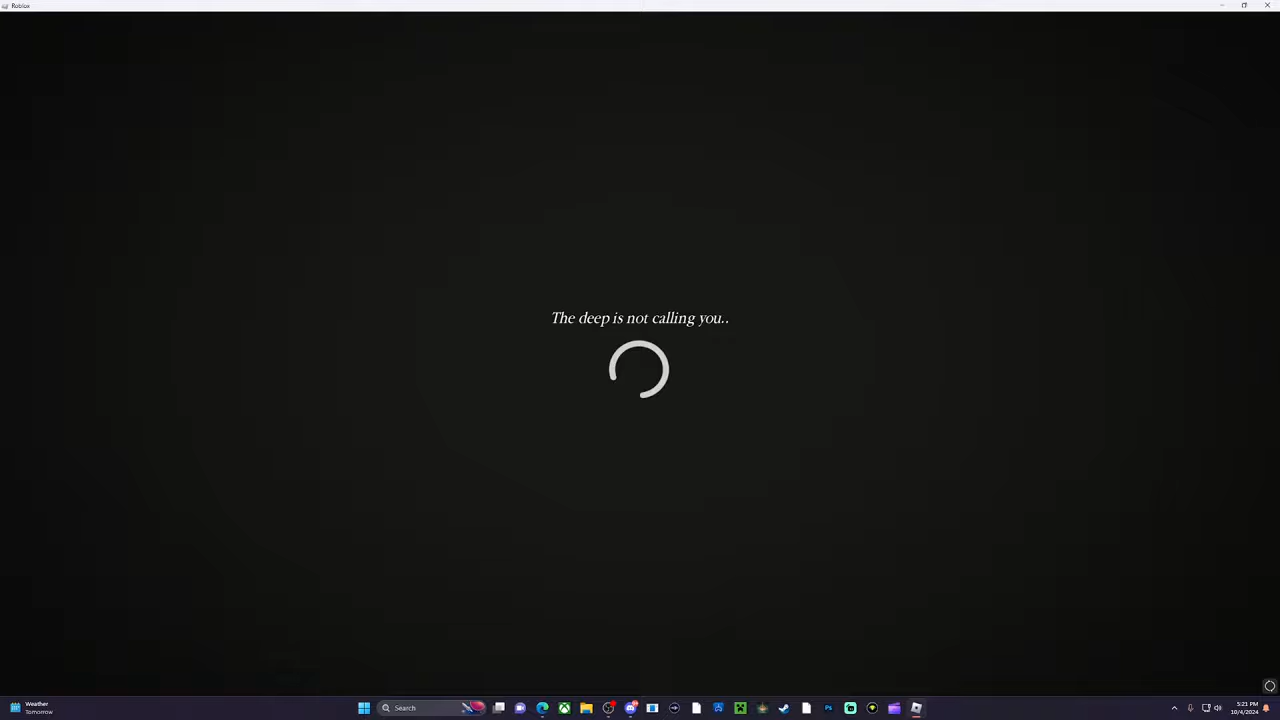 Roblox
The deep is not calling you..
Weather
Tomorrow
Search
5:21 PM
10/4/2024